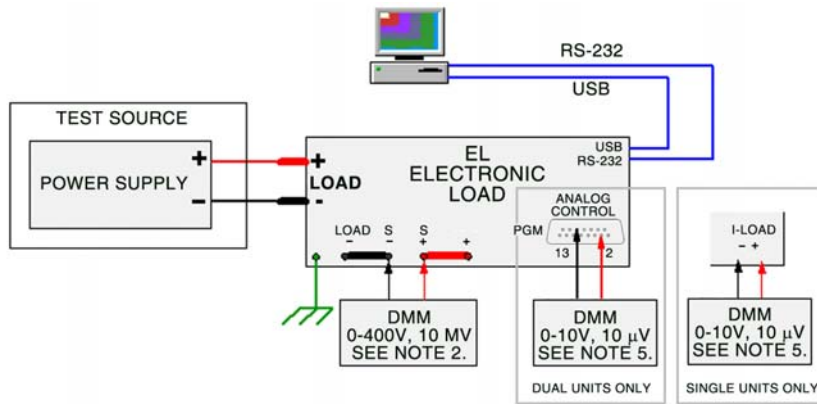 RS-232
USB
TEST SOURCE
POWER SUPPLY
+
−
+
LOAD
-
EL
ELECTRONIC
LOAD
USB
RS-232
LOAD S S
− − + +
ANALOG
CONTROL
PGM
13 2
I-LOAD
− +
DMM
0-400V, 10 MV
SEE NOTE 2.
DMM
0-10V, 10 µV
SEE NOTE 5.
DUAL UNITS ONLY
DMM
0-10V, 10 µV
SEE NOTE 5.
SINGLE UNITS ONLY